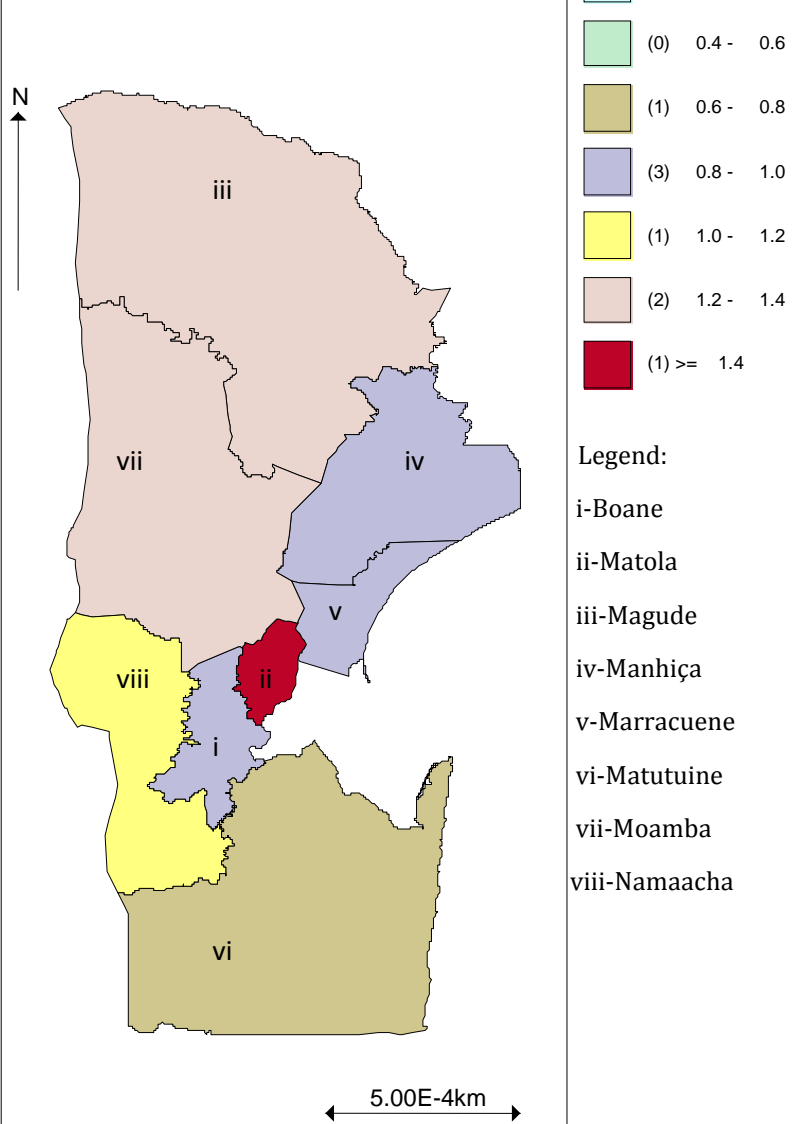 N
iii
vii
iv
v
viii
ii
i
vi
5.00E-4km
(0) 0.4 - 0.6
(1) 0.6 - 0.8
(3) 0.8 - 1.0
(1) 1.0 - 1.2
(2) 1.2 - 1.4
(1) >= 1.4
Legend:
i-Boane
ii-Matola
iii-Magude
iv-Manhiça
v-Marracuene
vi-Matutuine
vii-Moamba
viii-Namaacha